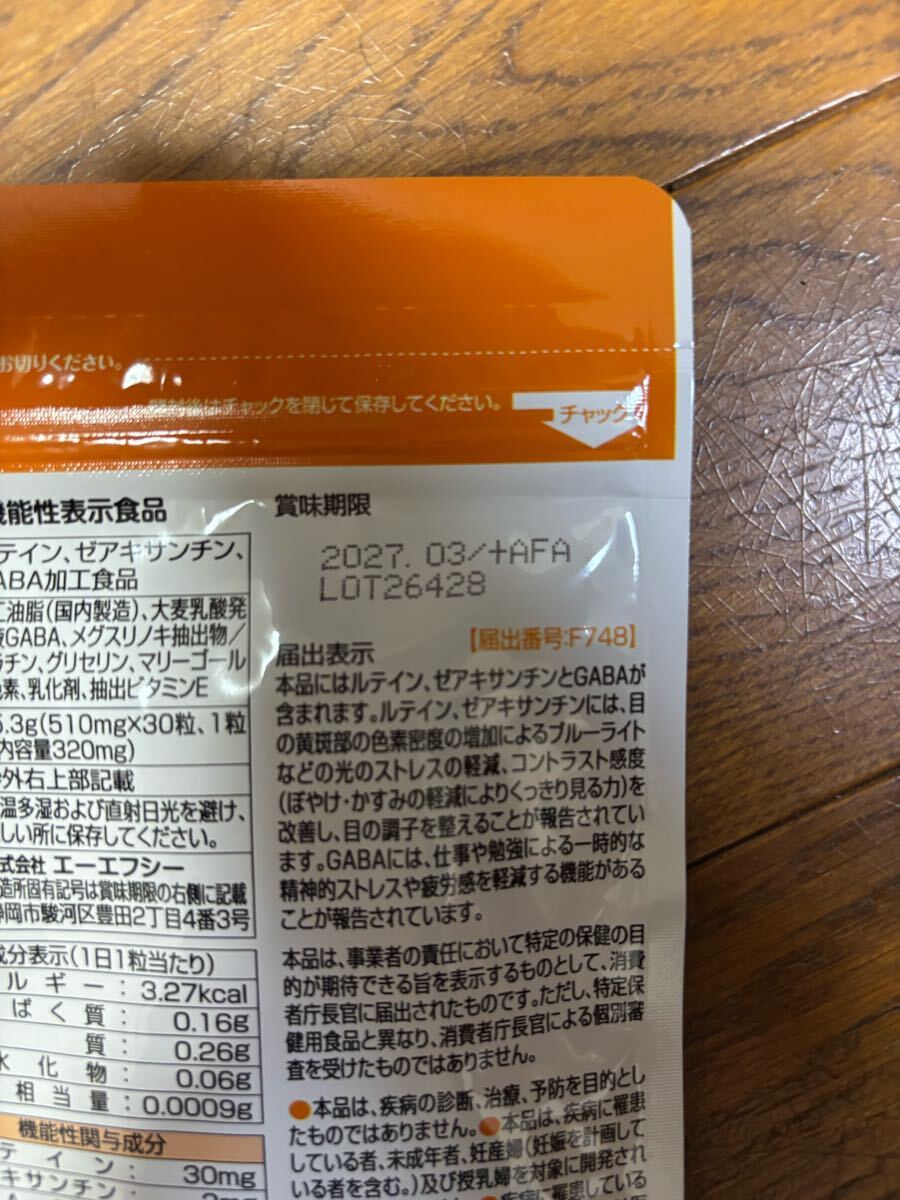 お切りください。
開封後はチャックを閉じて保存してください。
チャック
機能性表示食品
テイン、ゼアキサンチン、
ABA加工食品
工油脂(国内製造)、大麦乳酸発
液GABA、メグスリノキ抽出物/
ラチン、グリセリン、マリーゴール
色素、乳化剤、抽出ビタミンE
5.3g(510mg×30粒、1粒
内容量320mg)
外右上部記載
温多湿および直射日光を避け、
しい所に保存してください。
式会社 エーエフシー
造所固有記号は賞味期限の右側に記載
静岡市駿河区豊田2丁目4番3号
成分表示(1日1粒当たり)
ルギー:3.27kcal
ぱく質:0.16g
質:0.26g
水化物:0.06g
相当量:0.0009g
機能性関与成分
テイン:30mg
キサンチン:
賞味期限
2027. 03/+AFA
LOT26428
【届出番号:F748】
届出表示
本品にはルテイン、ゼアキサンチンとGABAが
含まれます。ルテイン、ゼアキサンチンには、目
の黄斑部の色素密度の増加によるブルーライト
などの光のストレスの軽減、コントラスト感度
(ぼやけ・かすみの軽減によりくっきり見る力)を
改善し、目の調子を整えることが報告されてい
ます。GABAには、仕事や勉強による一時的な
精神的ストレスや疲労感を軽減する機能がある
ことが報告されています。
本品は、事業者の責任において特定の保健の目
的が期待できる旨を表示するものとして、消費
者庁長官に届出されたものです。ただし、特定保
健用食品と異なり、消費者庁長官による個別審
査を受けたものではありません。
●本品は、疾病の診断、治療、予防を目的とし
たものではありません。●本品は、疾病に罹患
している者、未成年者、妊産婦(妊娠を計画して
いる者を含む。)及び授乳婦を対象に開発され
●疾病に罹患している